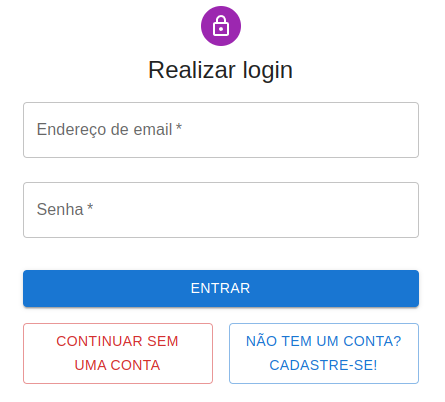 Realizar login
Endereço de email *
Senha *
ENTRAR
CONTINUAR SEM
UMA CONTA
NÃO TEM UM CONTA?
CADASTRE-SE!